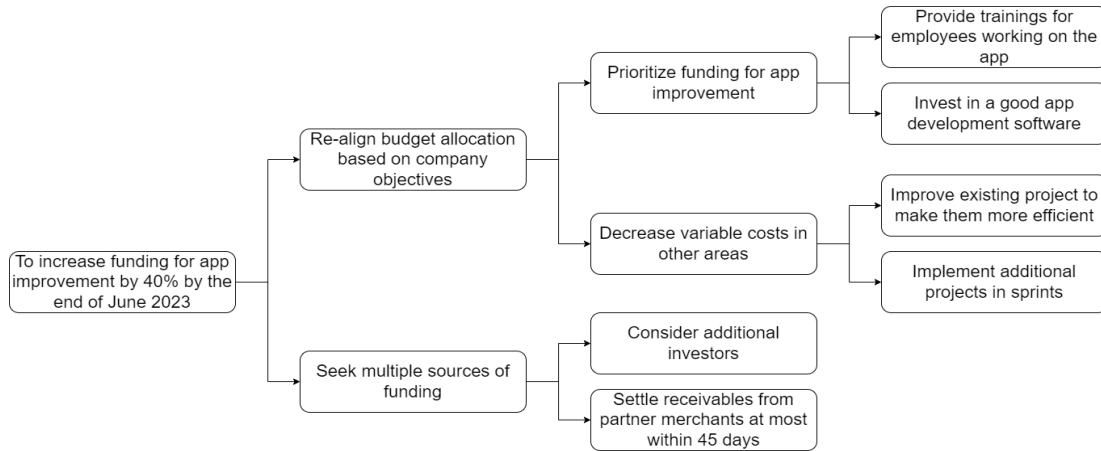 To increase funding for app
improvement by 40% by the
end of June 2023
Re-align budget allocation
based on company
objectives
Seek multiple sources of
funding
Prioritize funding for app
improvement
Decrease variable costs in
other areas
Consider additional
investors
Settle receivables from
partner merchants at most
within 45 days
Provide trainings for
employees working on the
app
Invest in a good app
development software
Improve existing project to
make them more efficient
Implement additional
projects in sprints